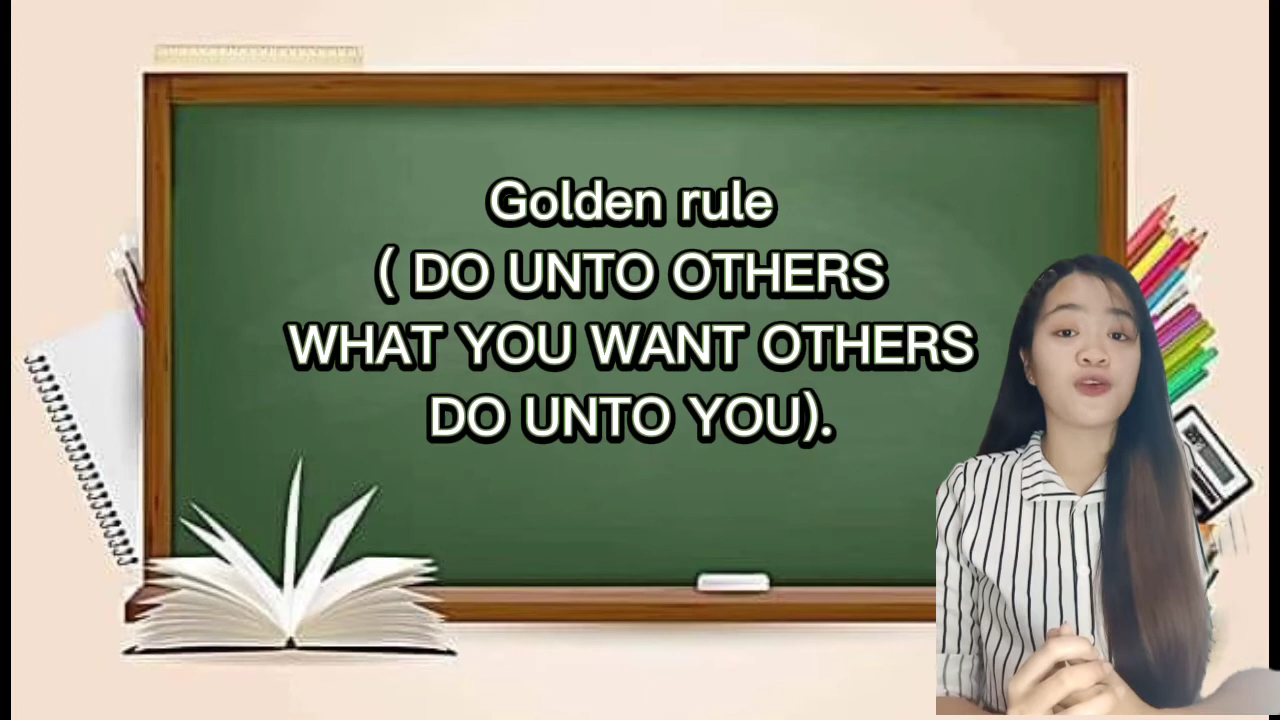 Golden rule
( DO UNTO OTHERS
WHAT YOU WANT OTHERS
DO UNTO YOU).